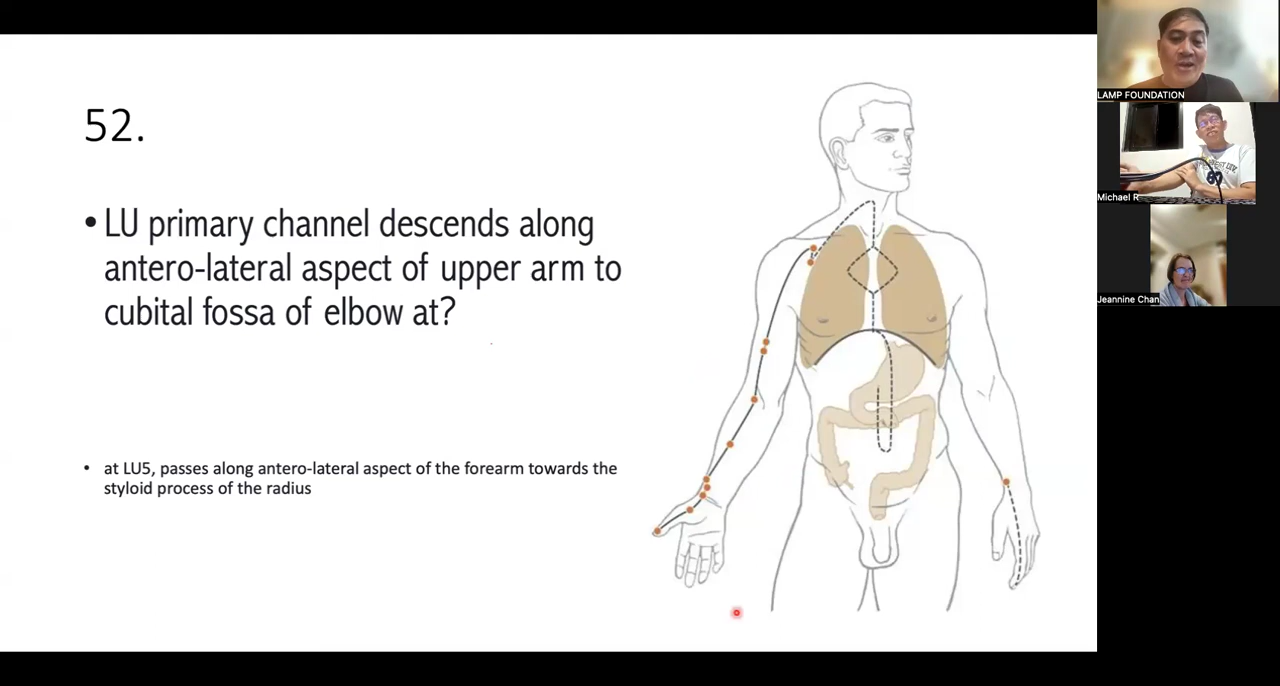 52.
• LU primary channel descends along
antero-lateral aspect of upper arm to
cubital fossa of elbow at?
• at LU5, passes along antero-lateral aspect of the forearm towards the
styloid process of the radius
LAMP FOUNDATION
Michael R
Jeannine Chan